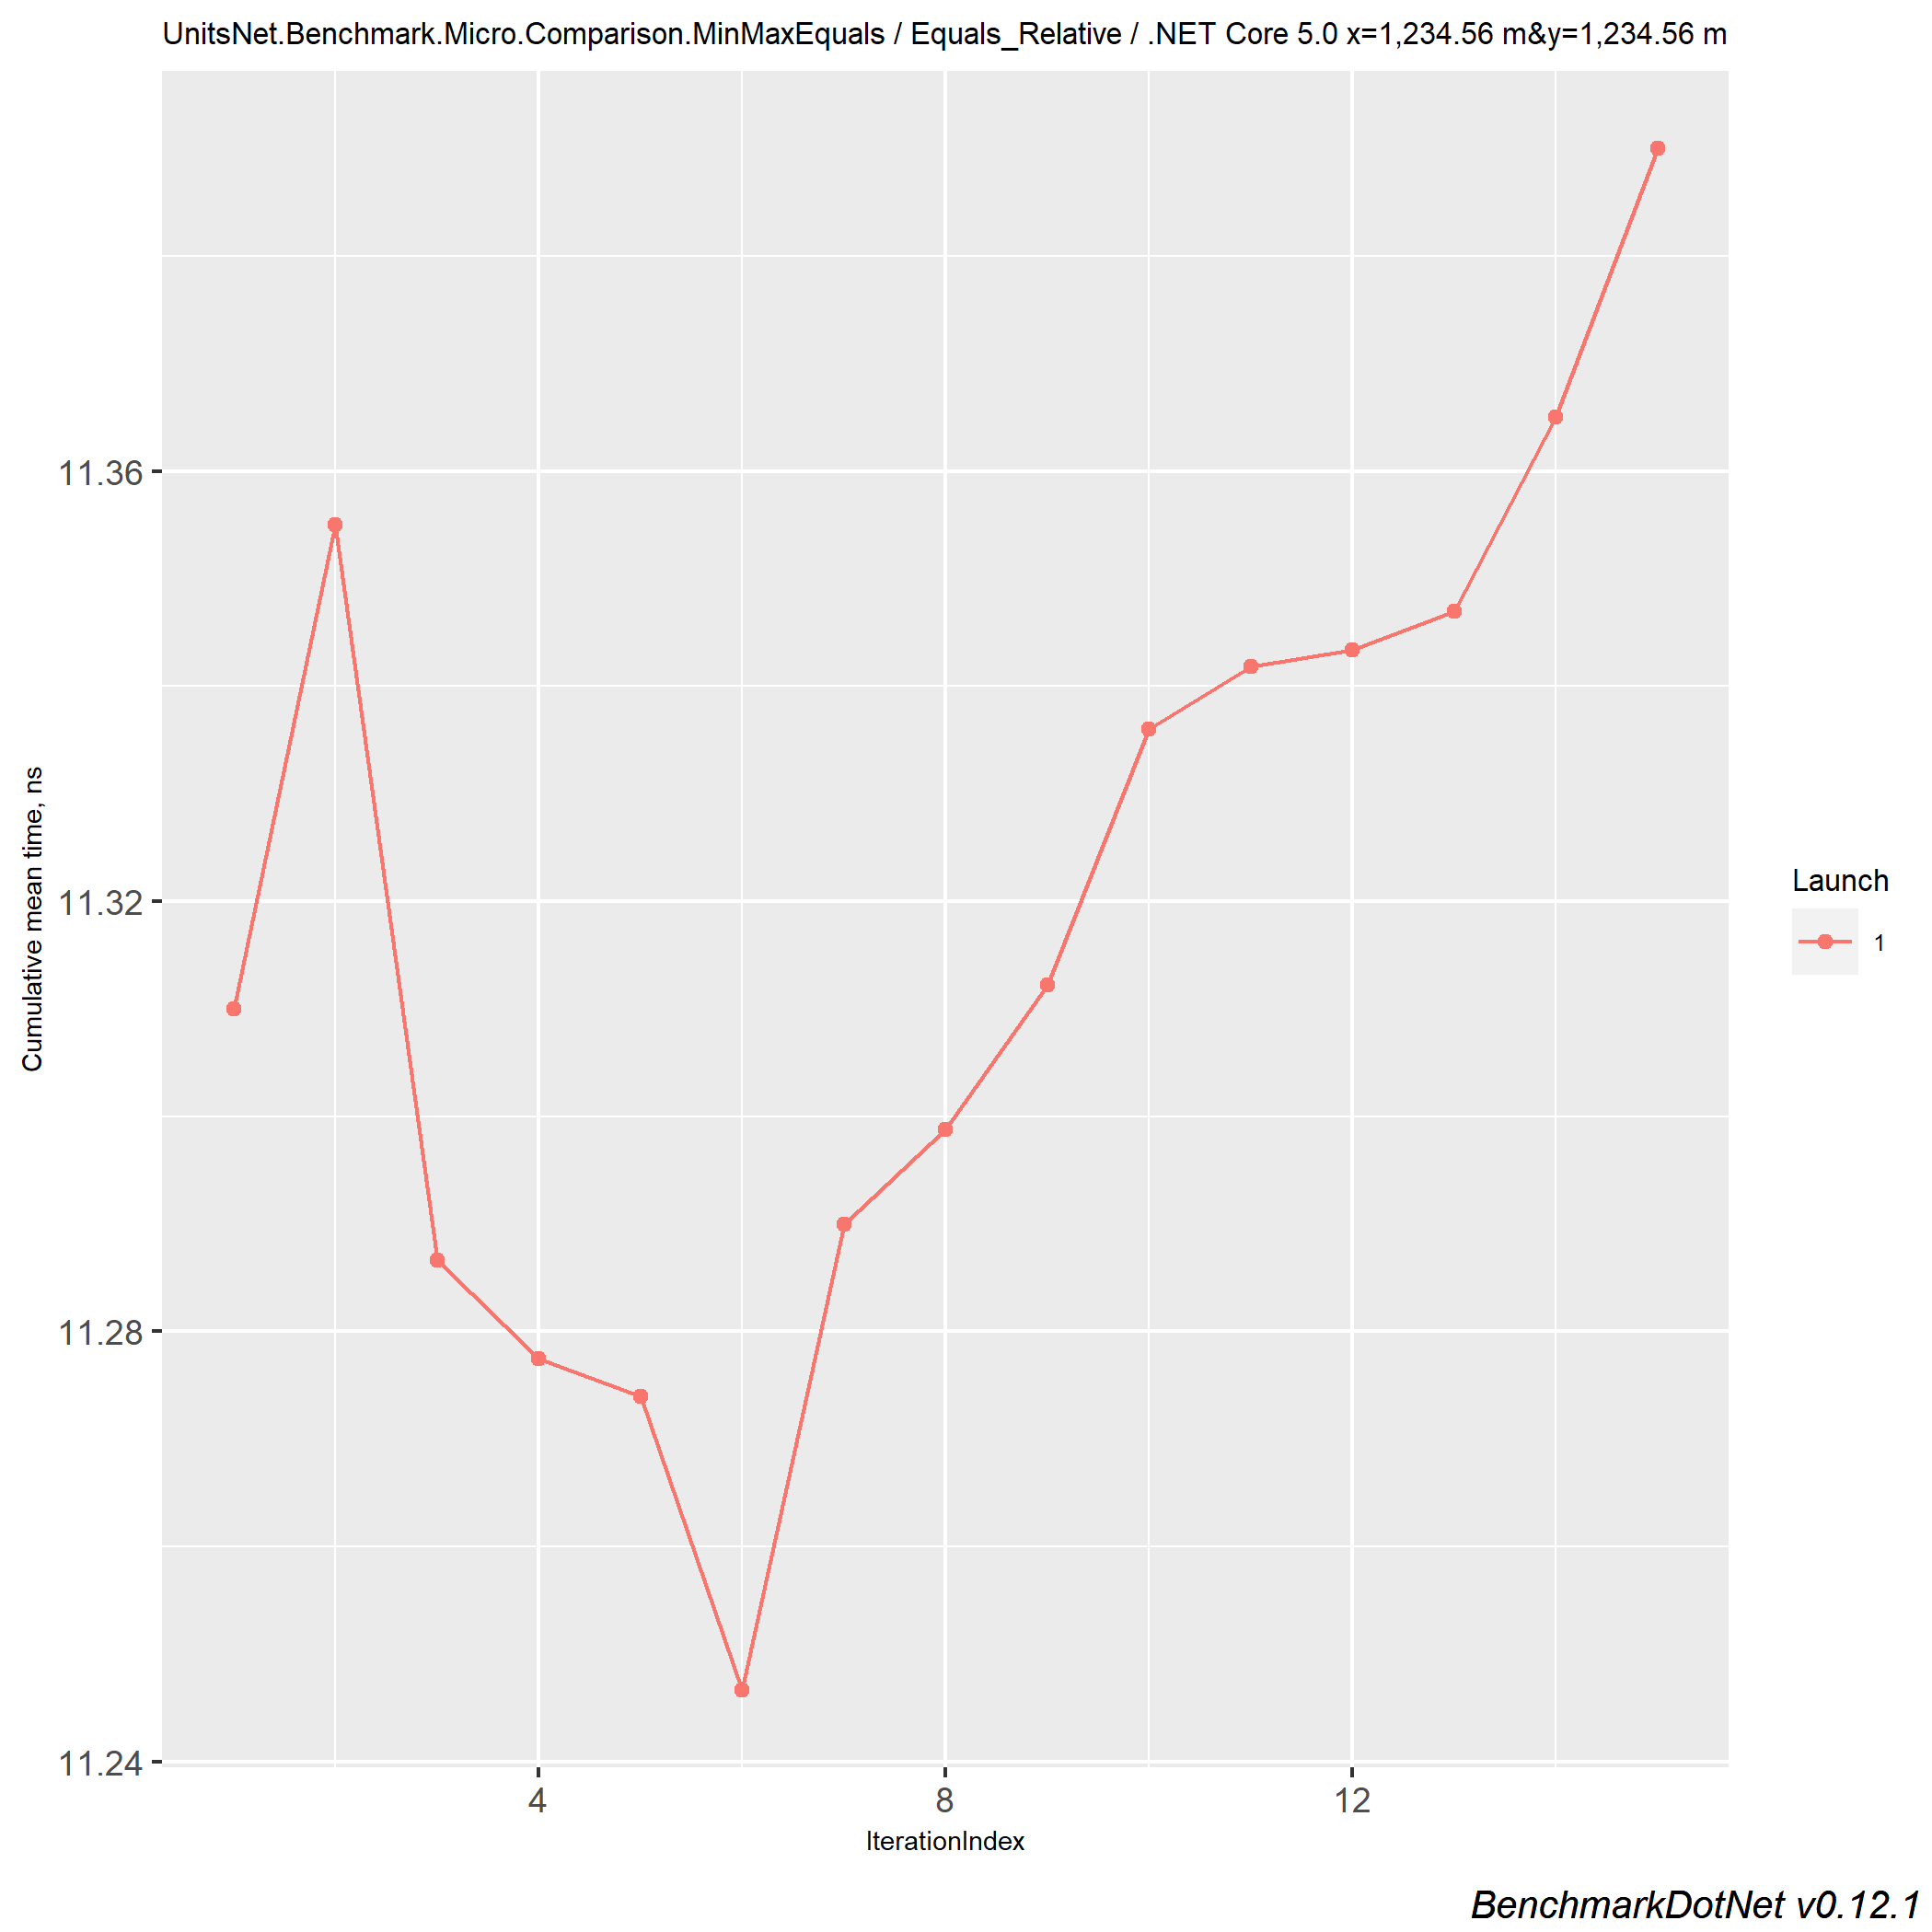 UnitsNet.Benchmark.Micro.Comparison.MinMaxEquals / Equals_Relative / .NET Core 5.0 x=1,234.56 m&y=1,234.56 m
Cumulative mean time, ns
11.36
11.32
11.28
11.24
4
8
12
IterationIndex
Launch
1
BenchmarkDotNet v0.12.1